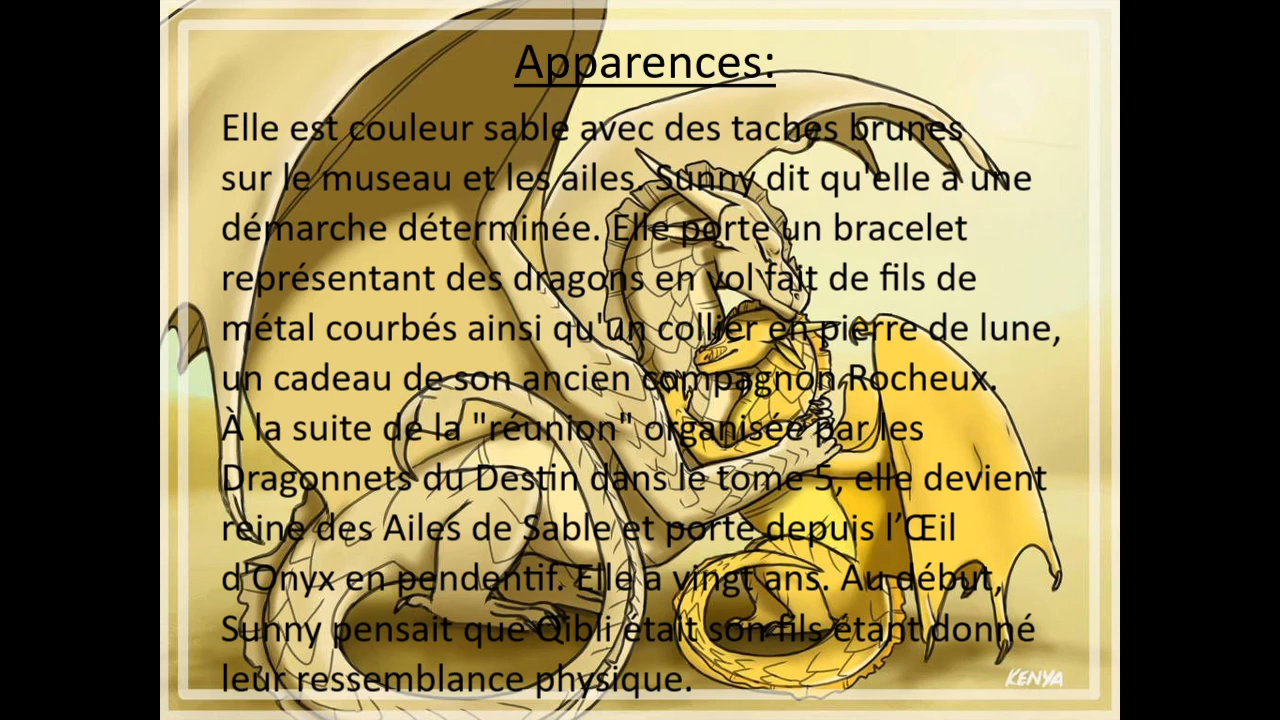 Apparences:
Elle est couleur sable avec des taches brunes
sur le museau et les ailes. Sunny dit qu'elle a une
démarche déterminée. Elle porte un bracelet
représentant des dragons en vol fait de fils de
métal courbés ainsi qu'un collier en pierre de lune,
un cadeau de son ancien compagnon Rocheux.
À la suite de la "réunion" organisée par les
Dragonnets du Destin dans le tome 5, elle devient
reine des Ailes de Sable et porte depuis l’Œil
d'Onyx en pendentif. Elle a vingt ans. Au début,
Sunny pensait que Qibli était son fils étant donné
leur ressemblance physique.
KENYA